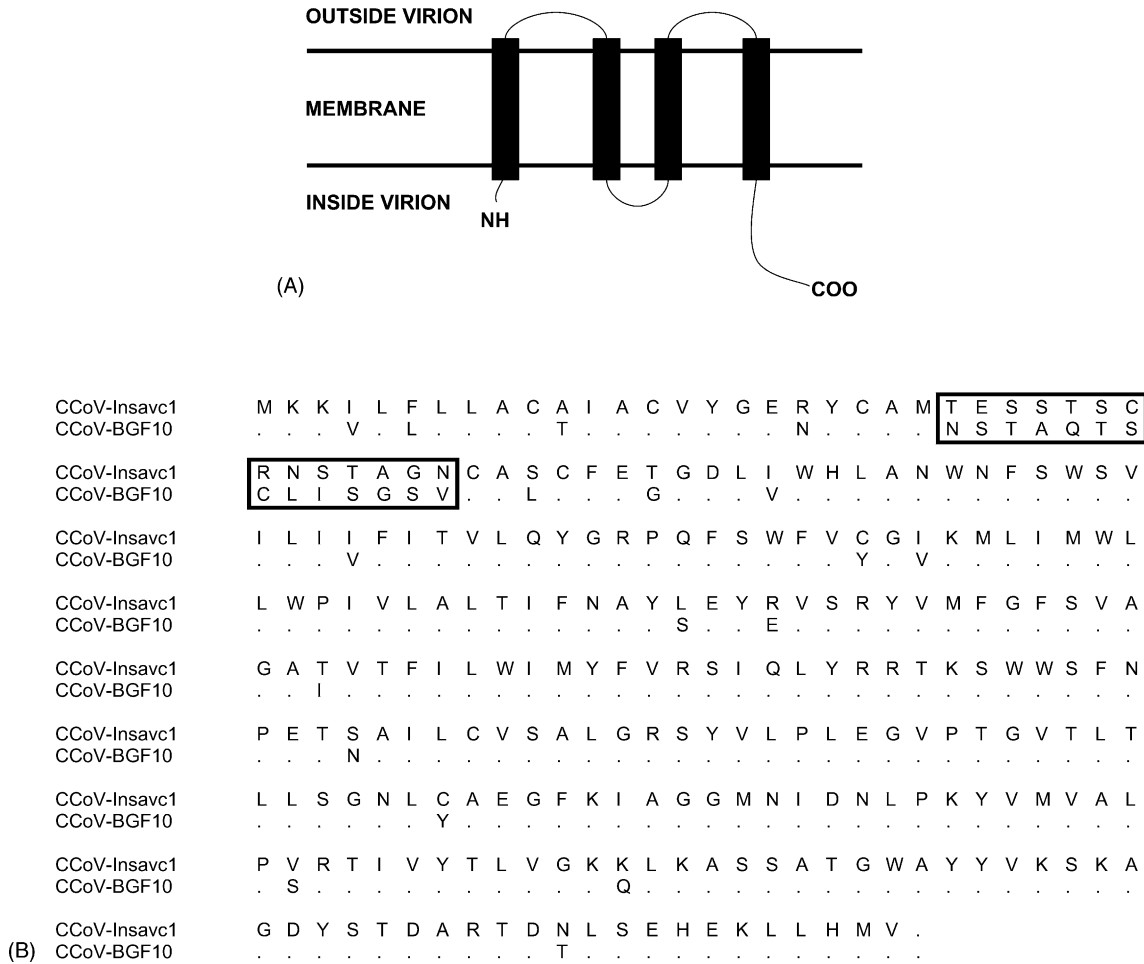 OUTSIDE VIRION
MEMBRANE
INSIDE VIRION
NH
COO
(A)
CCoV-Insavc1 M K K I L F L L A C A I A C V Y G E R Y C A M T E S S T S C
CCoV-BGF10 . . . V . L . . . . T . . . . . . . N . . . . N S T A Q T S
CCoV-Insavc1 R N S T A G N C A S C F E T G D L I W H L A N W N F S W S V
CCoV-BGF10 C L I S G S V . . L . . . G . . . V . . . . . . . . . . . .
CCoV-Insavc1 I L I I F I T V L Q Y G R P Q F S W F V C G I K M L I M W L
CCoV-BGF10 . . . V . . . . . . . . . . . . . . . . Y . V . . . . . . .
CCoV-Insavc1 L W P I V L A L T I F N A Y L E Y R V S R Y V M F G F S V A
CCoV-BGF10 . . . . . . . . . . . . . . S . . E . . . . . . . . . . . .
CCoV-Insavc1 G A T V T F I L W I M Y F V R S I Q L Y R R T K S W W S F N
CCoV-BGF10 . . I . . . . . . . . . . . . . . . . . . . . . . . . . . .
CCoV-Insavc1 P E T S A I L C V S A L G R S Y V L P L E G V P T G V T L T
CCoV-BGF10 . . . N . . . . . . . . . . . . . . . . . . . . . . . . . .
CCoV-Insavc1 L L S G N L C A E G F K I A G G M N I D N L P K Y V M V A L
CCoV-BGF10 . . . . . . Y . . . . . . . . . . . . . . . . . . . . . . .
CCoV-Insavc1 P V R T I V Y T L V G K K L K A S S A T G W A Y Y V K S K A
CCoV-BGF10 . S . . . . . . . . . . Q . . . . . . . . . . . . . . . . .
CCoV-Insavc1 G D Y S T D A R T D N L S E H E K L L H M V .
(B) CCoV-BGF10 . . . . . . . . . . T . . . . . . . . . . . .